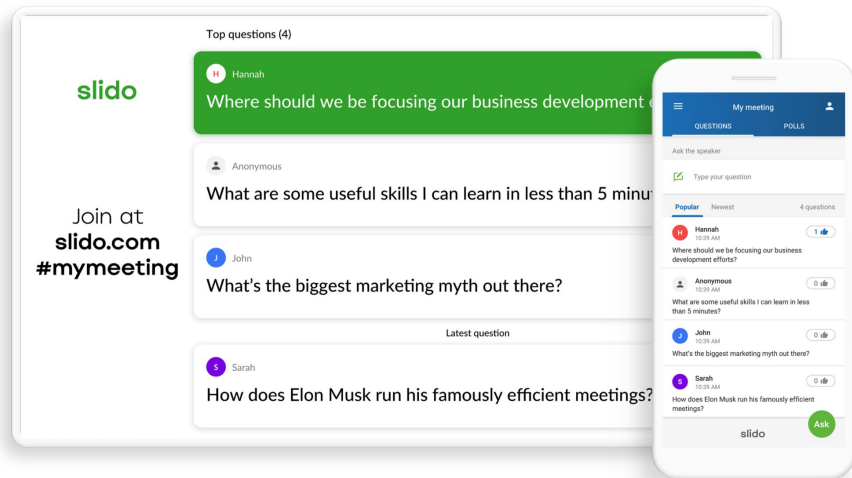 Top questions (4)
slido
H Hannah
Where should we be focusing our business development
Anonymous
What are some useful skills I can learn in less than 5
Join at
slido.com
#mymeeting
J John
What's the biggest marketing myth out there?
Latest question
S Sarah
How does Elon Musk run his famously efficient meetings?
My meeting
QUESTIONS POLLS
Ask the speaker
Type your question
Popular Newest 4 questions
H Hannah 1
10:39 AM
Where should we be focusing our business
development efforts?
Anonymous 0
10:39 AM
What are some useful skills I can learn in less
than 5 minutes?
J John 0
10:39 AM
What's the biggest marketing myth out there?
S Sarah 0
10:39 AM
How does Elon Musk run his famously efficient
meetings?
Ask
slido